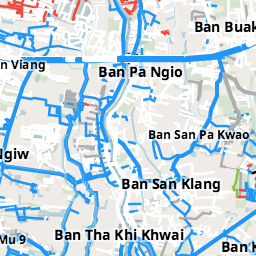 Ban Buak
n Viang
Ban Pa Ngio
Ban San Pa Kwao
Ngiw
Ban San Klang
Ban Tha Khi Khwai
Mu 9
Ban K